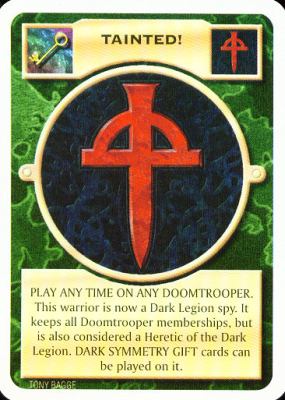 TAINTED!
PLAY ANY TIME ON ANY DOOMTROOPER.
This warrior is now a Dark Legion spy. It
keeps all Doomtrooper memberships, but
is also considered a Heretic of the Dark
Legion. DARK SYMMETRY GIFT cards can
be played on it.
TONY BAGGE